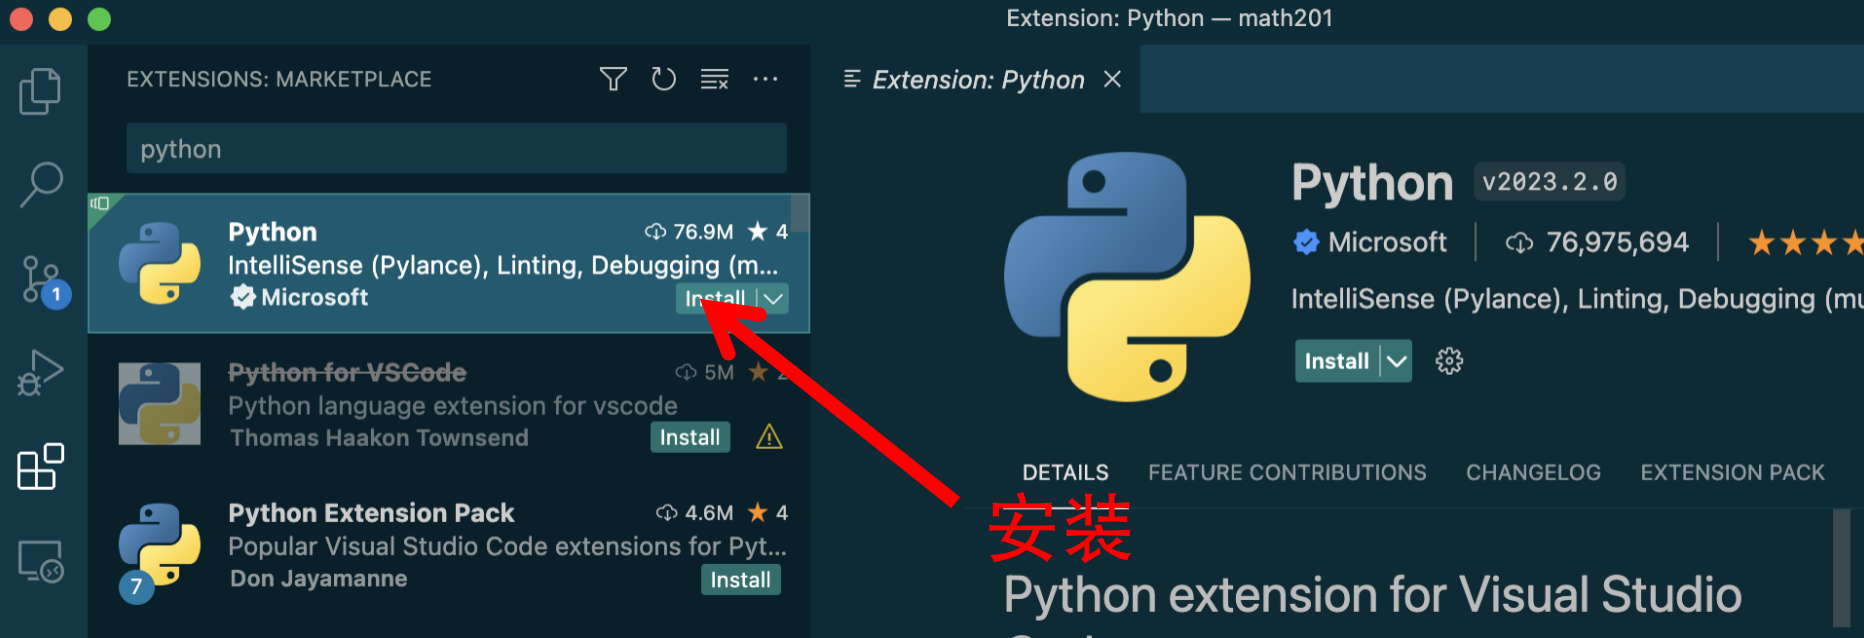 Extension: Python — math201
EXTENSIONS: MARKETPLACE
python
Python 76.9M ★ 4
IntelliSense (Pylance), Linting, Debugging (m...
Microsoft Install
Python for VSCode 5M ★
Python language extension for vscode
Thomas Haakon Townsend Install
Python Extension Pack 4.6M ★ 4
Popular Visual Studio Code extensions for Pyt...
Don Jayamanne Install
7
1
Extension: Python
Python v2023.2.0
Microsoft 76,975,694 ★★★★
IntelliSense (Pylance), Linting, Debugging (mu
Install
DETAILS FEATURE CONTRIBUTIONS CHANGELOG EXTENSION PACK
安装
Python extension for Visual Studio